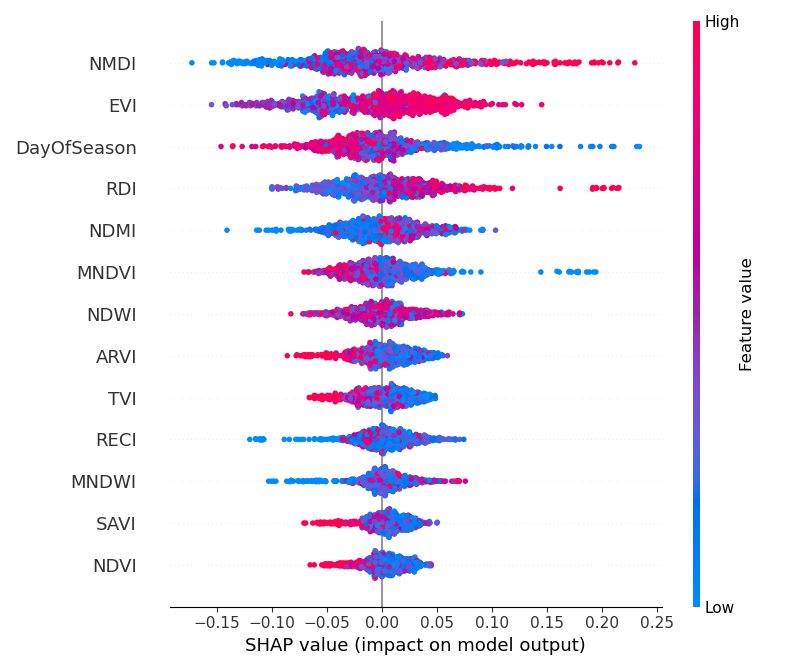 High
NMDI
EVI
DayOfSeason
RDI
NDMI
MNDVI
NDWI
ARVI
TVI
RECI
MNDWI
SAVI
NDVI
Feature value
Low
−0.15 −0.10 −0.05 0.00 0.05 0.10 0.15 0.20 0.25
SHAP value (impact on model output)